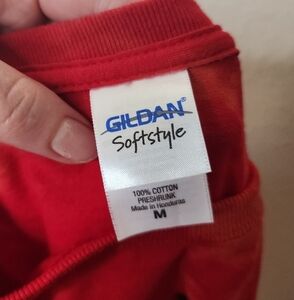 GILDAN®
Softstyle
100% COTTON
PRESHRUNK
Made in Honduras
M